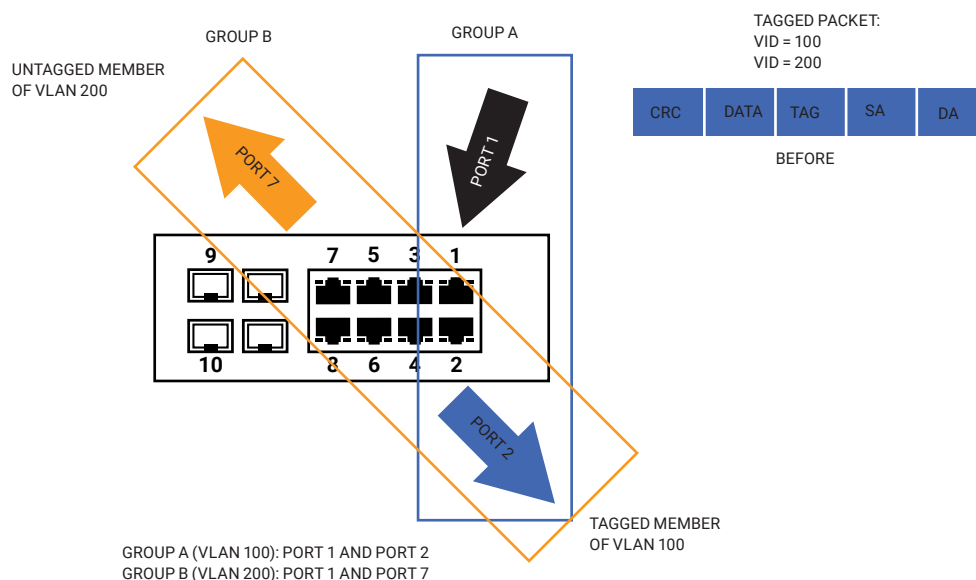 GROUP B
GROUP A
TAGGED PACKET:
VID = 100
VID = 200
UNTAGGED MEMBER
OF VLAN 200
CRC DATA TAG SA DA
BEFORE
PORT 7
PORT 1
9 7 5 3 1
10 8 6 4 2
PORT 2
TAGGED MEMBER
OF VLAN 100
GROUP A (VLAN 100): PORT 1 AND PORT 2
GROUP B (VLAN 200): PORT 1 AND PORT 7